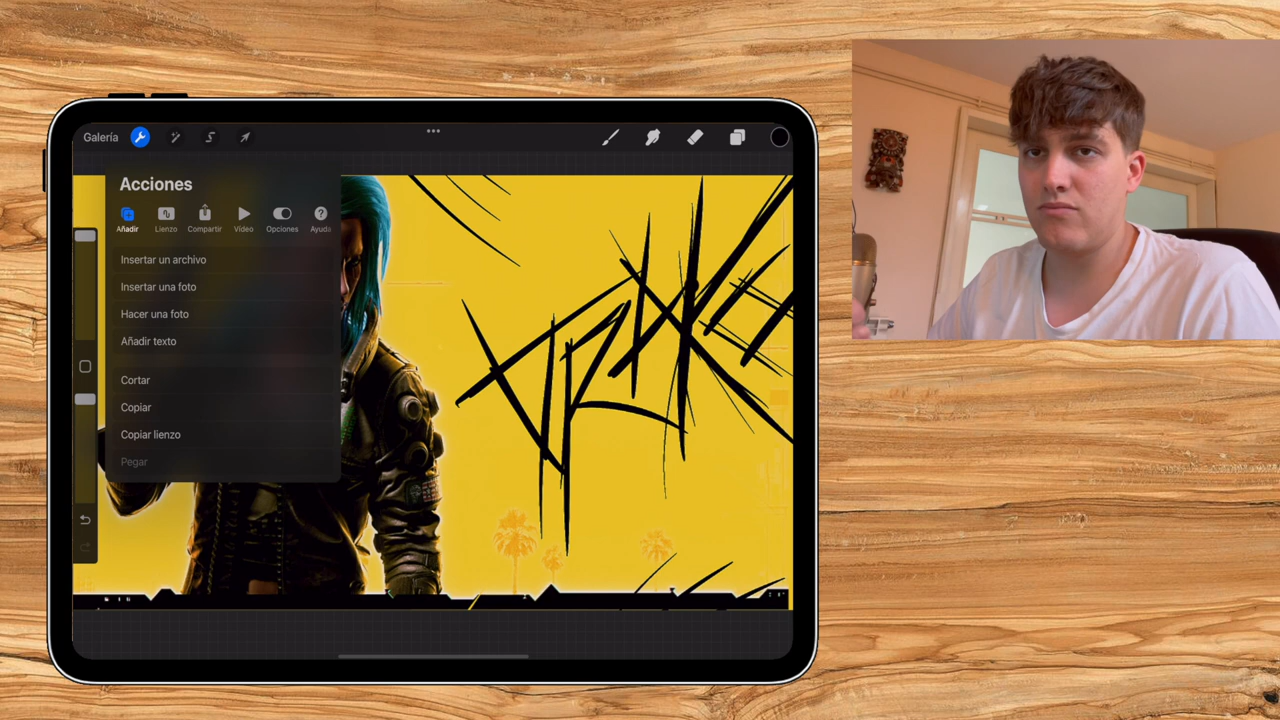 Galería
Acciones
Añadir Lienzo Compartir Vídeo Opciones Ayuda
Insertar un archivo
Insertar una foto
Hacer una foto
Añadir texto
Cortar
Copiar
Copiar lienzo
Pegar